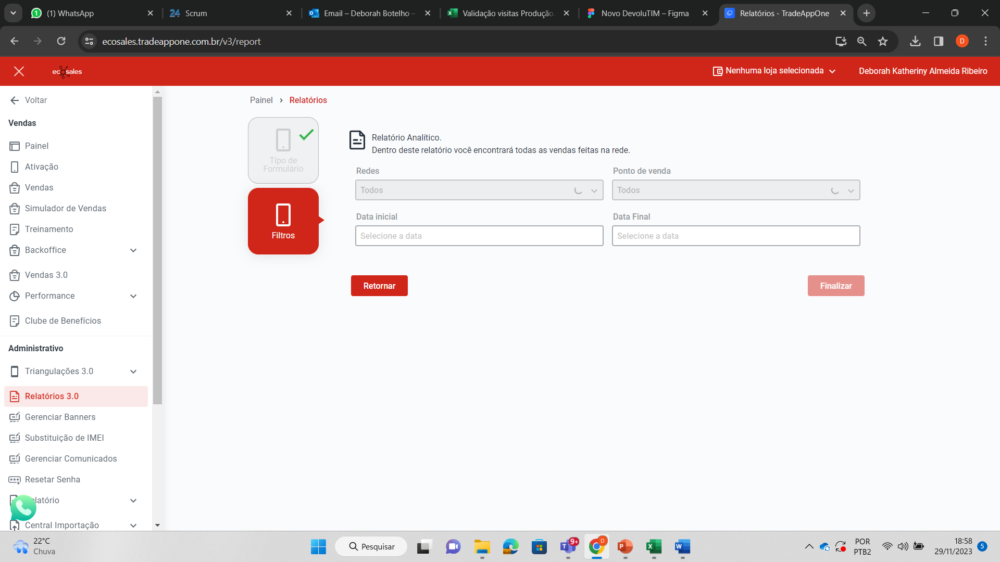 (1) WhatsApp
24 Scrum
Email – Deborah Botelho –
Validação visitas Produção.
Novo DevoluTIM – Figma
Relatórios - TradeAppOne
ecosales.tradeappone.com.br/v3/report
D
ecosales
Nenhuma loja selecionada
Deborah Katheriny Almeida Ribeiro
Voltar
Vendas
Painel
Ativação
Vendas
Simulador de Vendas
Treinamento
Backoffice
Vendas 3.0
Performance
Clube de Benefícios
Administrativo
Triangulações 3.0
Relatórios 3.0
Gerenciar Banners
Substituição de IMEI
Gerenciar Comunicados
Resetar Senha
latório
Central Importação
Painel › Relatórios
Tipo de
Formulário
Filtros
Relatório Analítico.
Dentro deste relatório você encontrará todas as vendas feitas na rede.
Redes
Todos
Ponto de venda
Todos
Data inicial
Selecione a data
Data Final
Selecione a data
Retornar
Finalizar
22°C
Chuva
Pesquisar
9+
D
POR
PTB2
18:58
29/11/2023
5